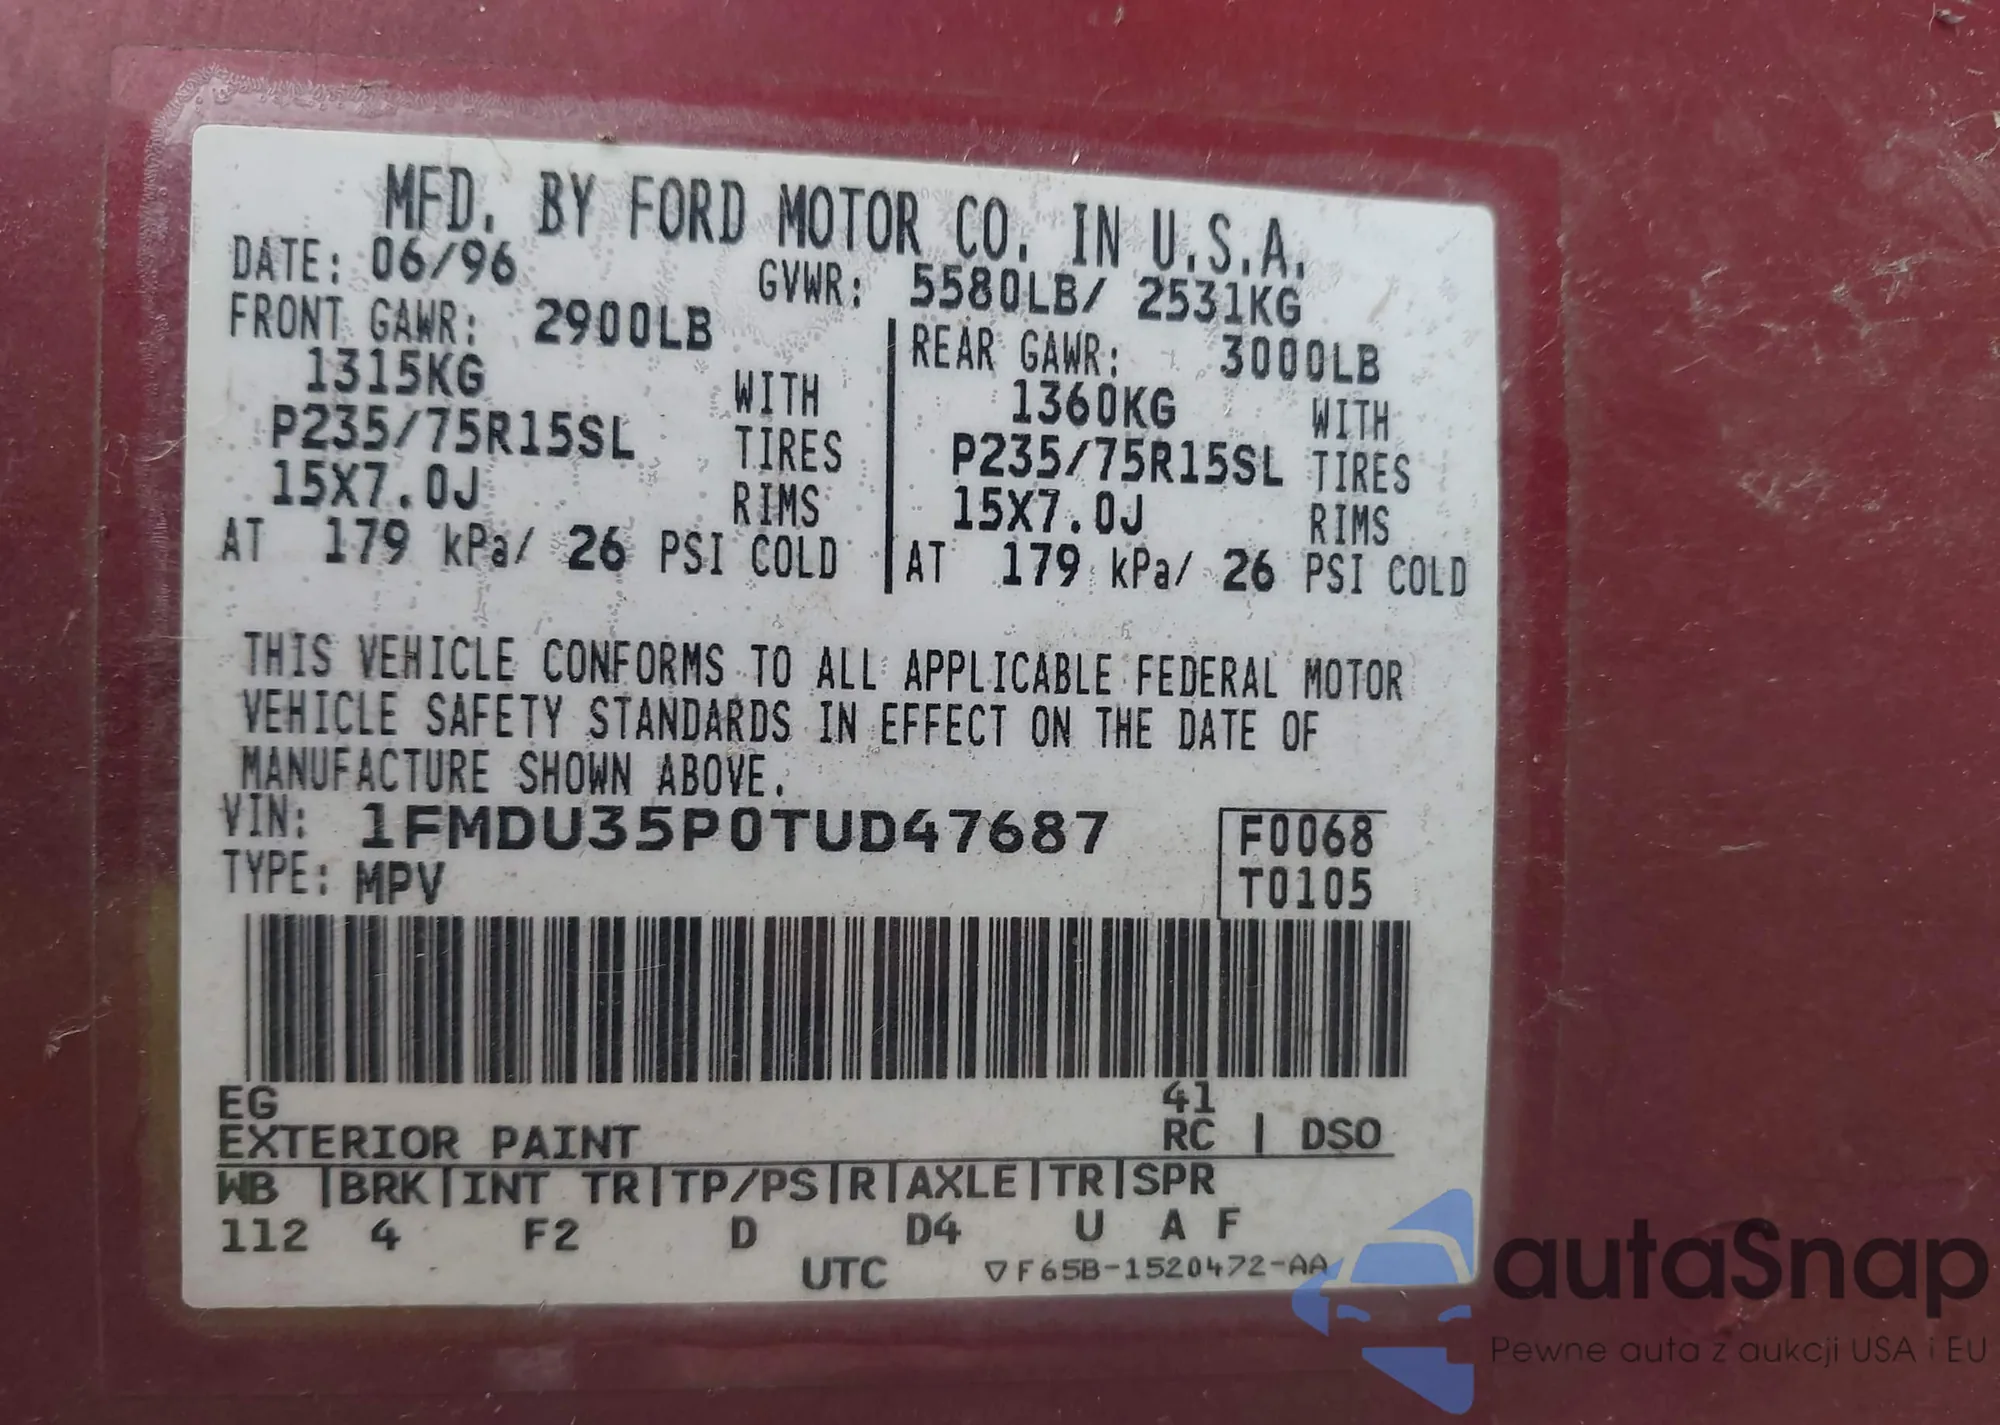 MFD. BY FORD MOTOR CO. IN U.S.A.
DATE: 06/96 GVWR: 5580LB/ 2531KG
FRONT GAWR: 2900LB REAR GAWR: 3000LB
1315KG WITH 1360KG WITH
P235/75R15SL TIRES P235/75R15SL TIRES
15X7.0J RIMS 15X7.0J RIMS
AT 179 kPa/ 26 PSI COLD AT 179 kPa/ 26 PSI COLD
THIS VEHICLE CONFORMS TO ALL APPLICABLE FEDERAL MOTOR
VEHICLE SAFETY STANDARDS IN EFFECT ON THE DATE OF
MANUFACTURE SHOWN ABOVE.
VIN: 1FMDU35P0TUD47687 F0068
TYPE: MPV T0105
EG 41
EXTERIOR PAINT RC | DSO
WB |BRK|INT TR|TP/PS|R|AXLE|TR|SPR
112 4 F2 D D4 U A F
UTC ▽F65B-1520472-AA
autaSnap
Pewne auta z aukcji USA i EU